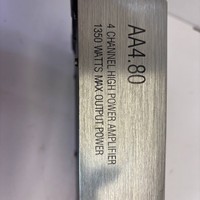 AA4.80
4 CHANNEL HIGH POWER AMPLIFIER
1350 WATTS MAX OUTPUT POWER